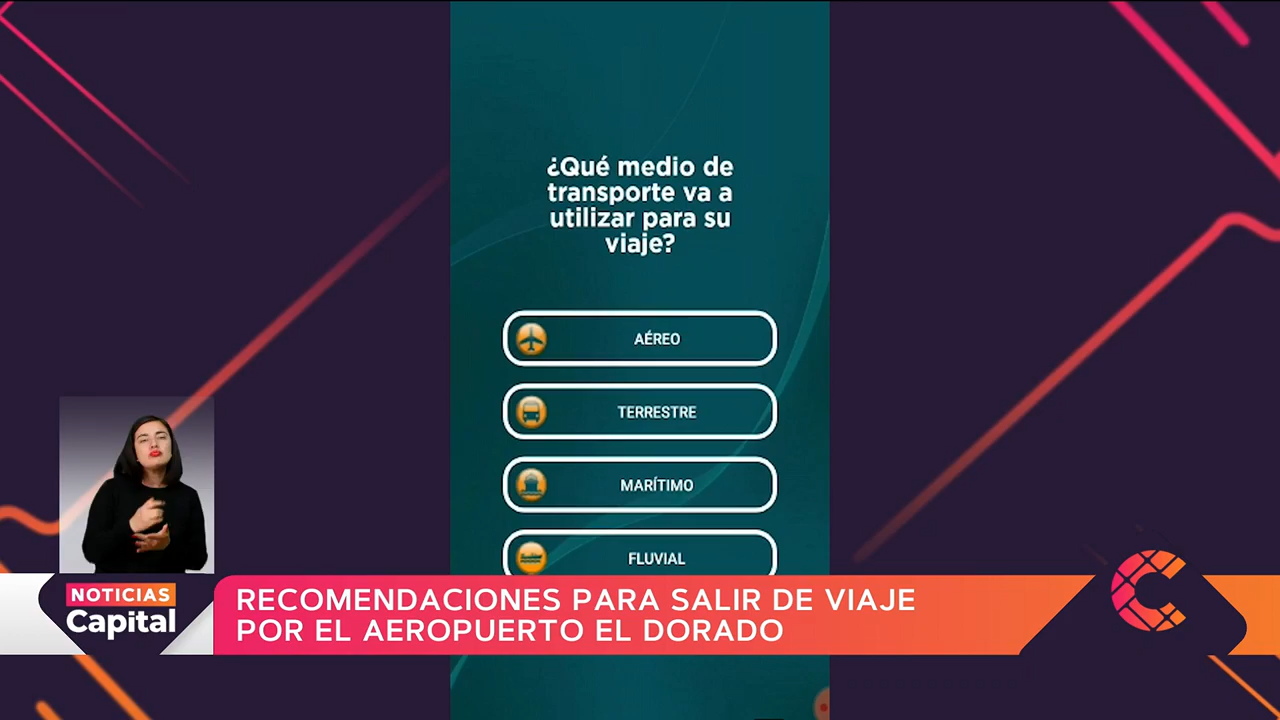 ¿Qué medio de
transporte va a
utilizar para su
viaje?
AÉREO
TERRESTRE
MARÍTIMO
FLUVIAL
NOTICIAS
Capital
RECOMENDACIONES PARA SALIR DE VIAJE
POR EL AEROPUERTO EL DORADO